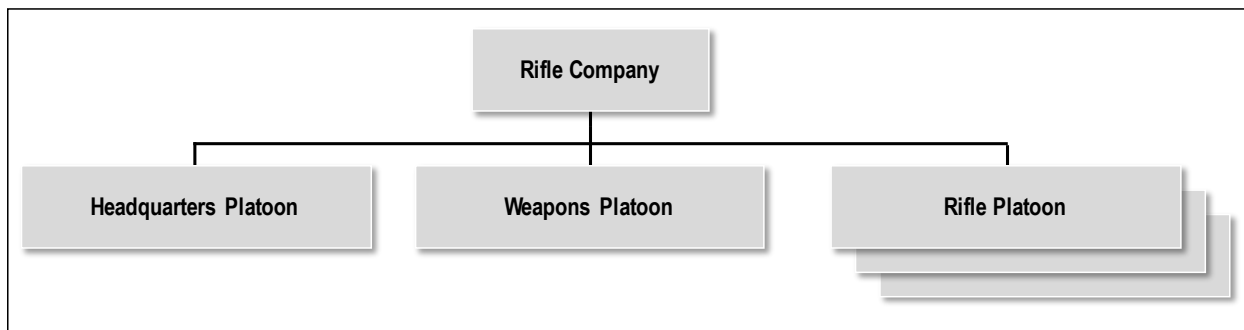 Rifle Company
Headquarters Platoon
Weapons Platoon
Rifle Platoon